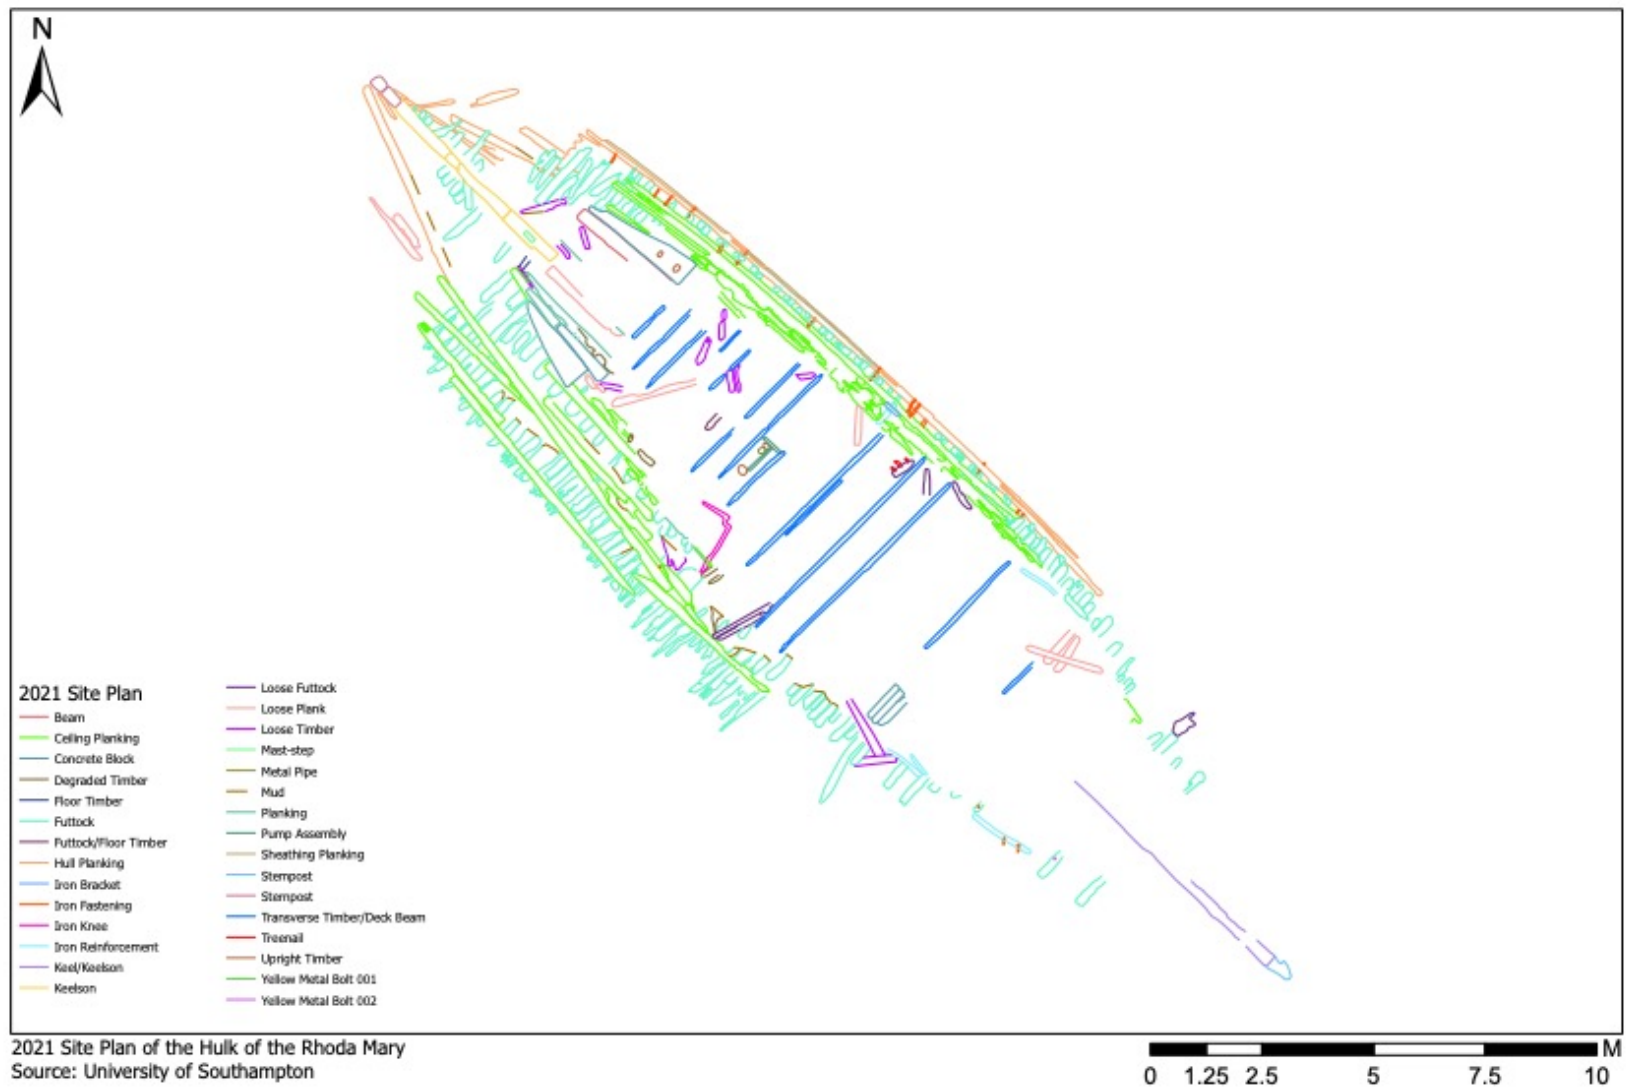 N
2021 Site Plan
Beam
Ceiling Planking
Concrete Block
Degraded Timber
Floor Timber
Futtock
Futtock/Floor Timber
Hull Planking
Iron Bracket
Iron Fastening
Iron Knee
Iron Reinforcement
Keel/Keelson
Keelson
Loose Futtock
Loose Plank
Loose Timber
Mast-step
Metal Pipe
Mud
Planking
Pump Assembly
Sheathing Planking
Stempost
Stempost
Transverse Timber/Deck Beam
Treenail
Upright Timber
Yellow Metal Bolt 001
Yellow Metal Bolt 002
2021 Site Plan of the Hulk of the Rhoda Mary
Source: University of Southampton
M
0 1.25 2.5 5 7.5 10